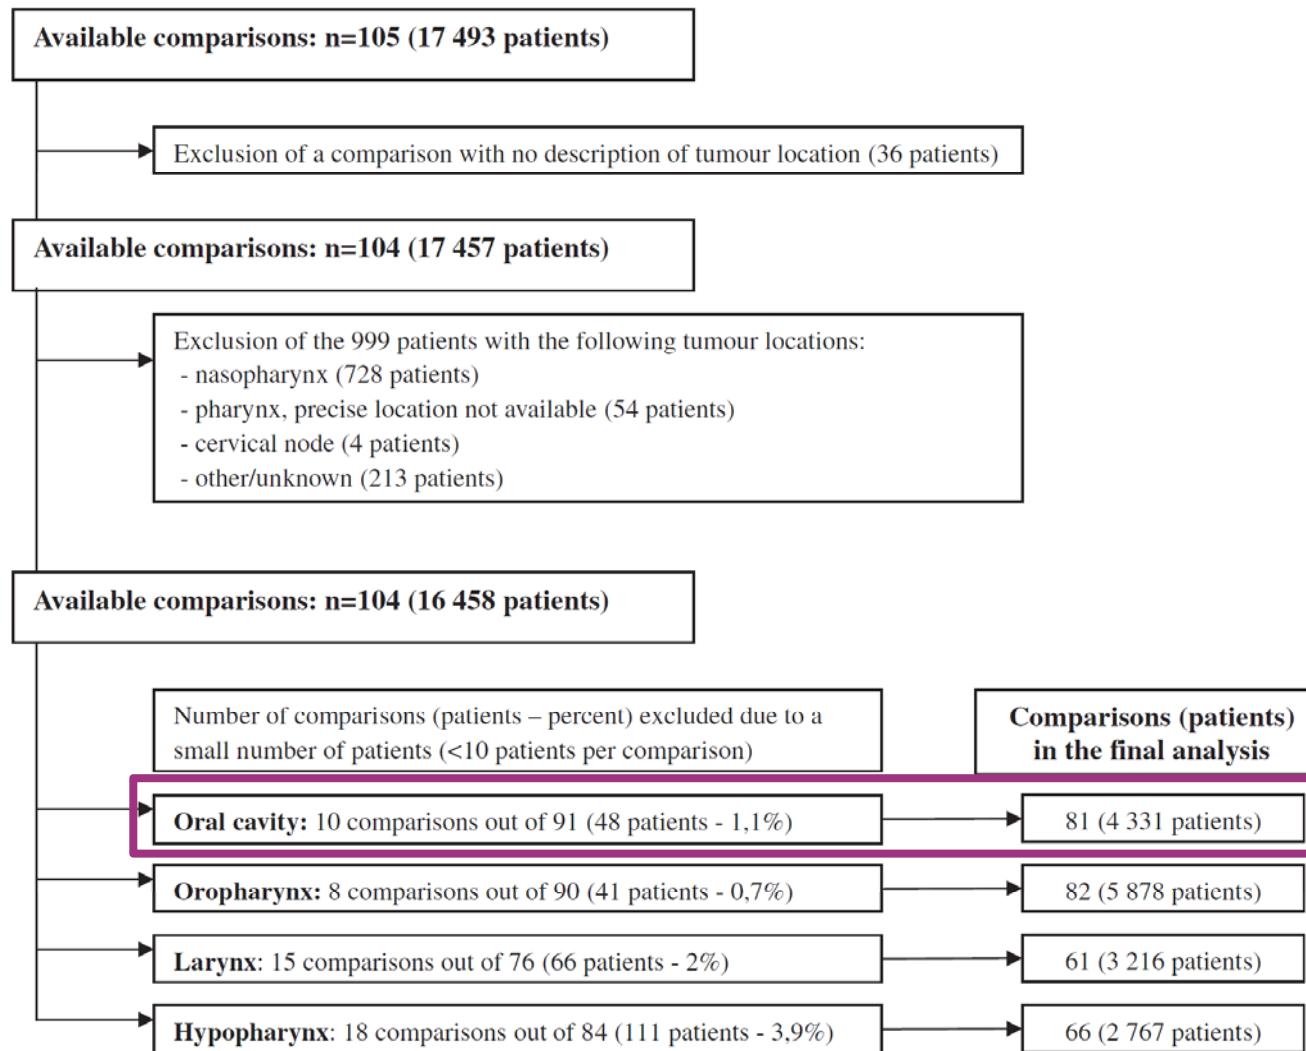 Available comparisons: n=105 (17 493 patients)
Exclusion of a comparison with no description of tumour location (36 patients)
Available comparisons: n=104 (17 457 patients)
Exclusion of the 999 patients with the following tumour locations:
- nasopharynx (728 patients)
- pharynx, precise location not available (54 patients)
- cervical node (4 patients)
- other/unknown (213 patients)
Available comparisons: n=104 (16 458 patients)
Number of comparisons (patients – percent) excluded due to a
small number of patients (<10 patients per comparison)
Comparisons (patients)
in the final analysis
Oral cavity: 10 comparisons out of 91 (48 patients - 1,1%)
81 (4 331 patients)
Oropharynx: 8 comparisons out of 90 (41 patients - 0,7%)
82 (5 878 patients)
Larynx: 15 comparisons out of 76 (66 patients - 2%)
61 (3 216 patients)
Hypopharynx: 18 comparisons out of 84 (111 patients - 3,9%)
66 (2 767 patients)